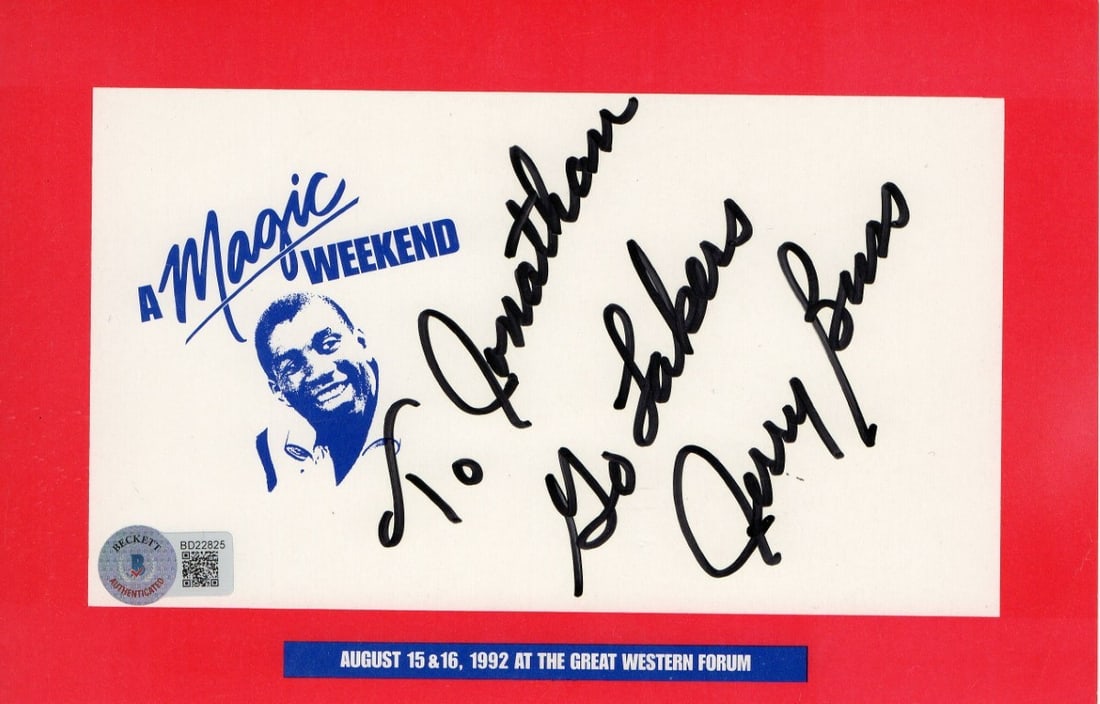 A Magic
WEEKEND
To Jonathan
Go Lakers
Jerry Buss
BECKETT
B
AUTHENTICATED
BD22825
AUGUST 15 & 16, 1992 AT THE GREAT WESTERN FORUM